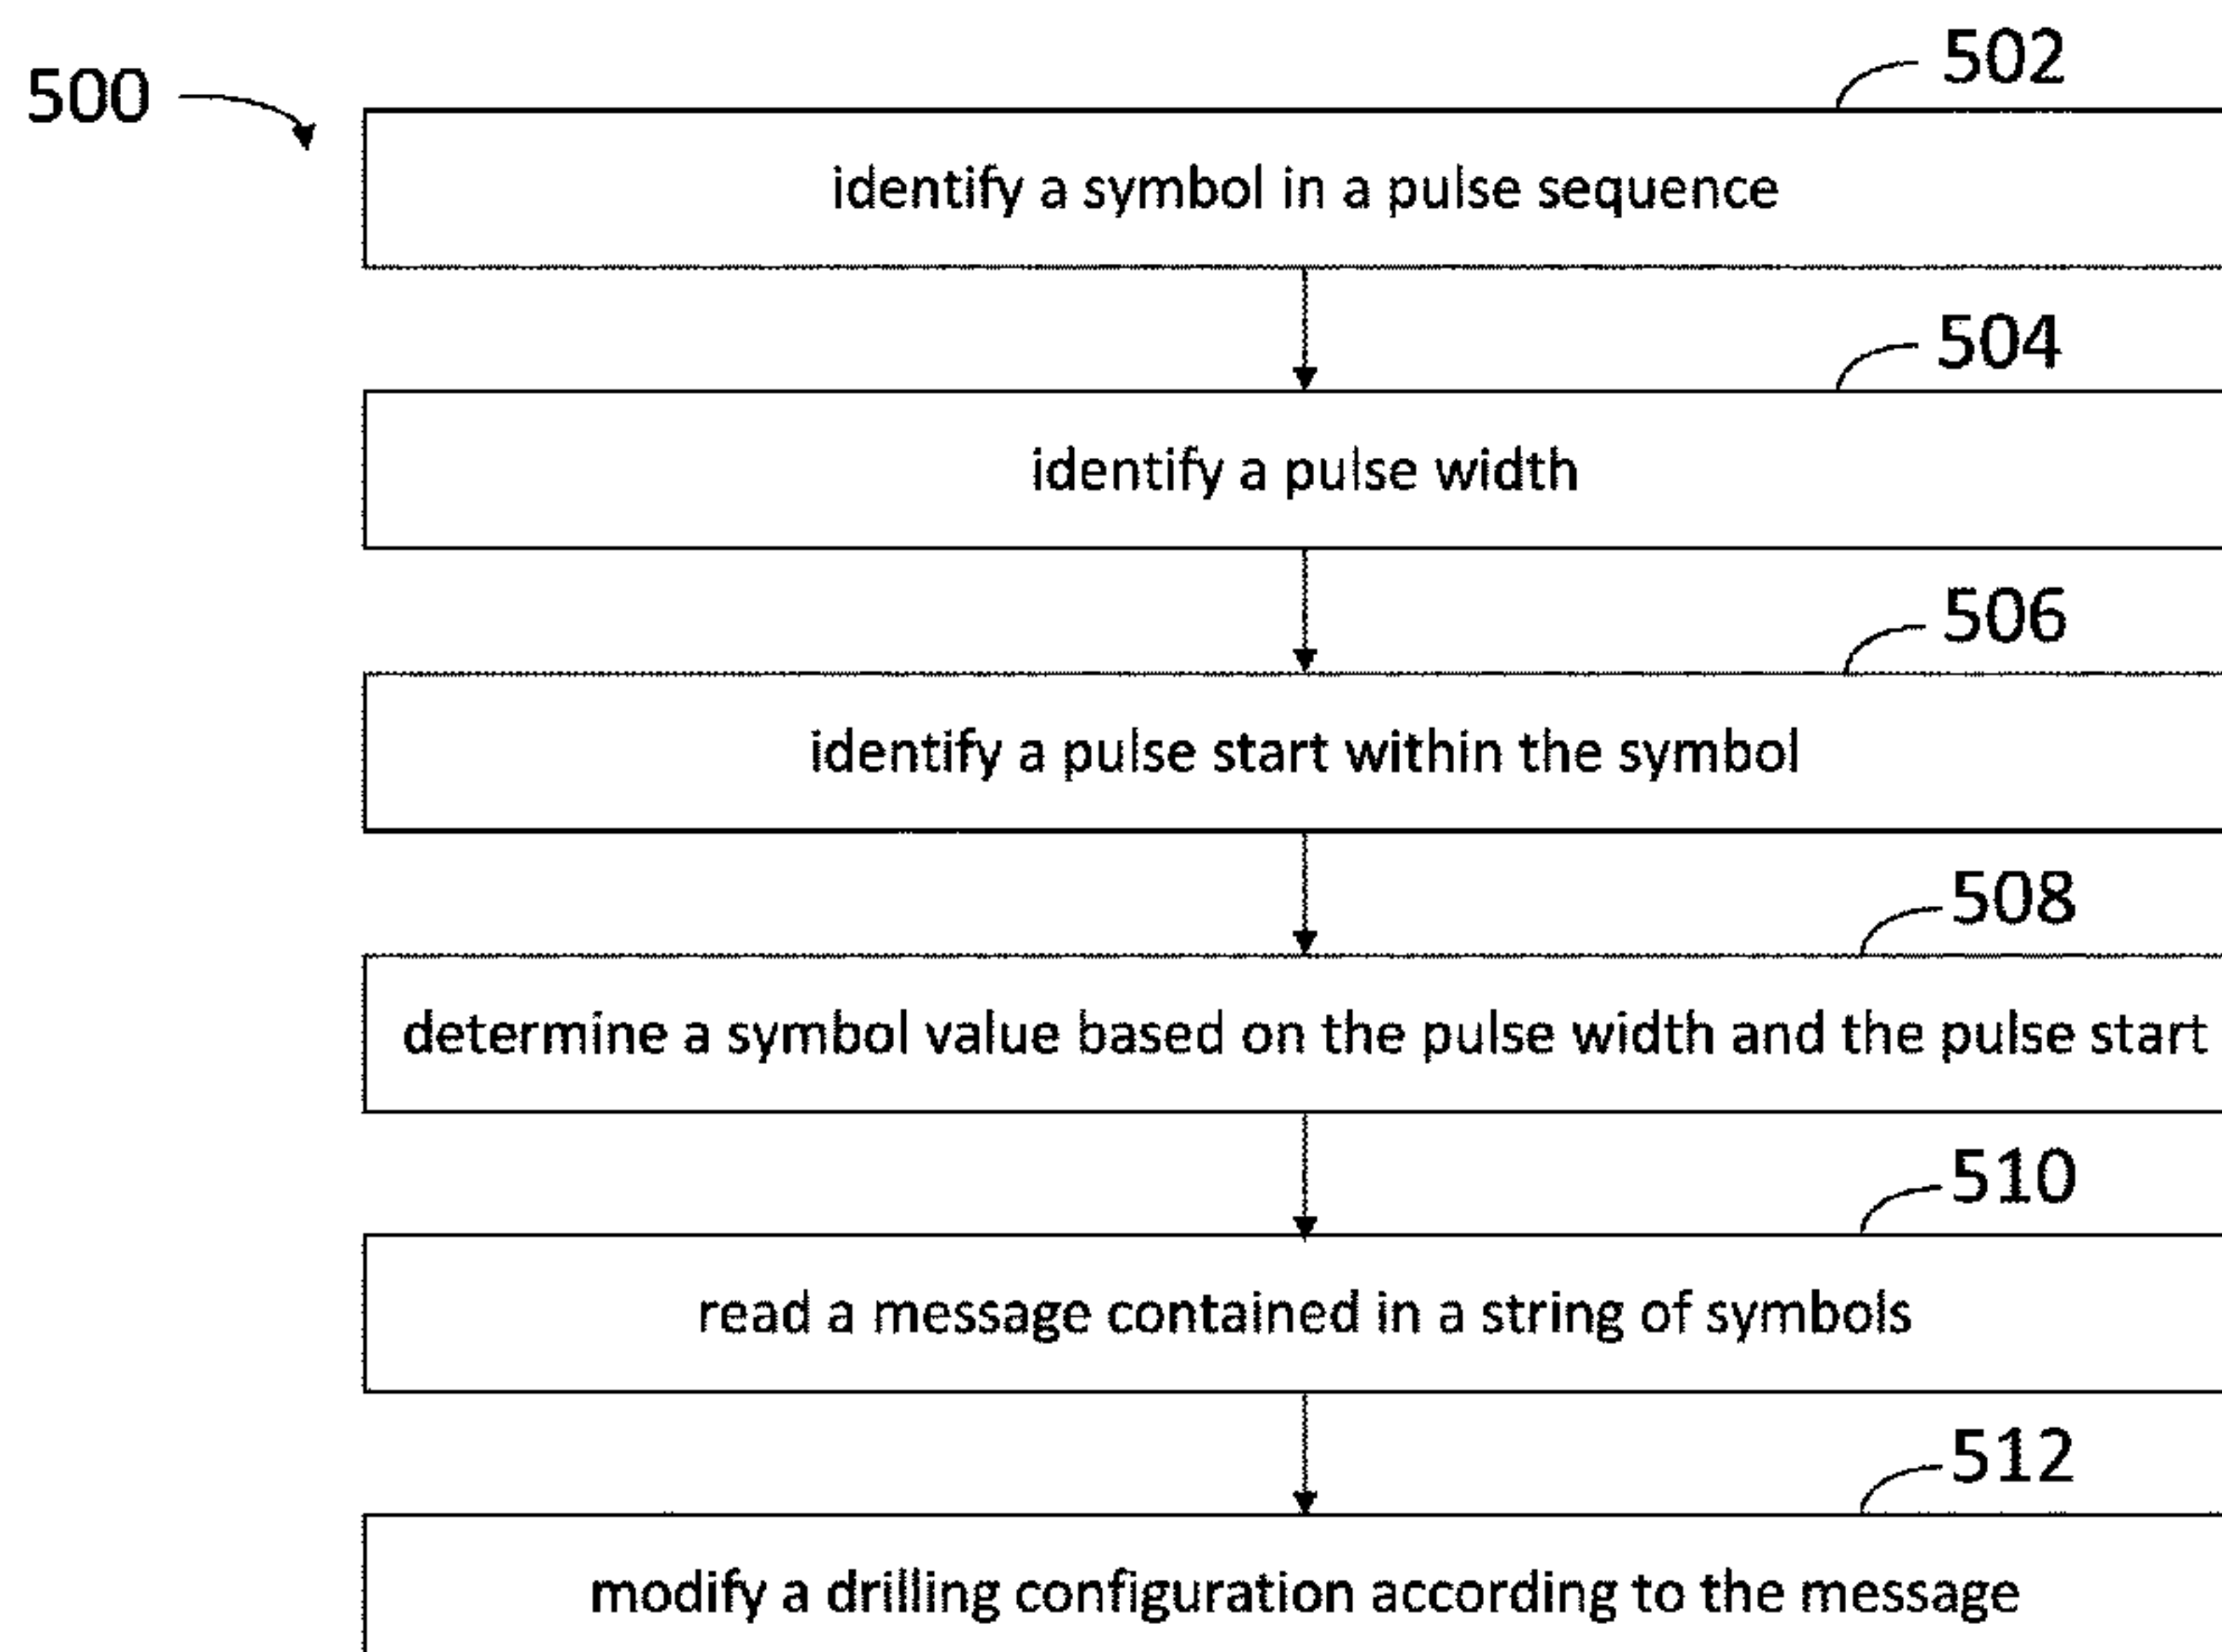 500
502
identify a symbol in a pulse sequence
504
identify a pulse width
506
identify a pulse start within the symbol
508
determine a symbol value based on the pulse width and the pulse start
510
read a message contained in a string of symbols
512
modify a drilling configuration according to the message